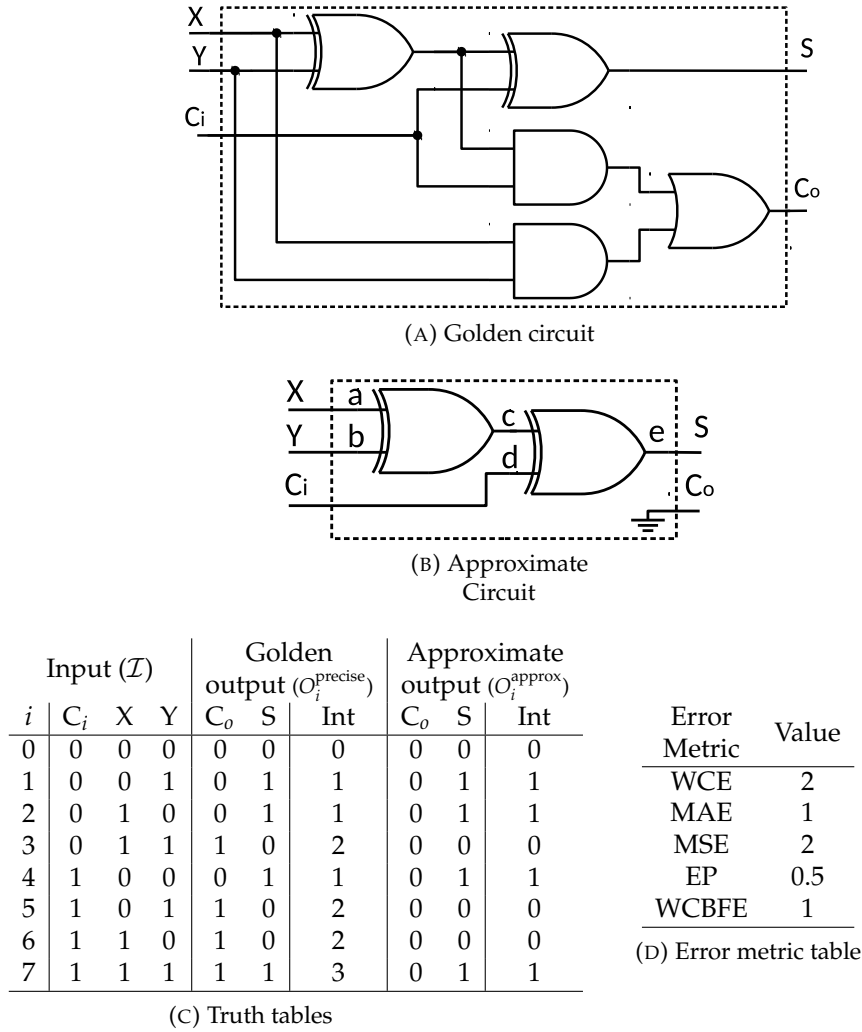 X
Y
Ci
S
Co
(A) Golden circuit
X
Y
Ci
a
b
c
d
e
S
Co
(B) Approximate
Circuit
Input (ℐ) Golden output (O_i^precise) Approximate output (O_i^approx)
i C_i X Y C_o S Int C_o S Int
0 0 0 0 0 0 0 0 0 0
1 0 0 1 0 1 1 0 1 1
2 0 1 0 0 1 1 0 1 1
3 0 1 1 1 0 2 0 0 0
4 1 0 0 0 1 1 0 1 1
5 1 0 1 1 0 2 0 0 0
6 1 1 0 1 0 2 0 0 0
7 1 1 1 1 1 3 0 1 1
(C) Truth tables
Error Metric Value
WCE 2
MAE 1
MSE 2
EP 0.5
WCBFE 1
(D) Error metric table